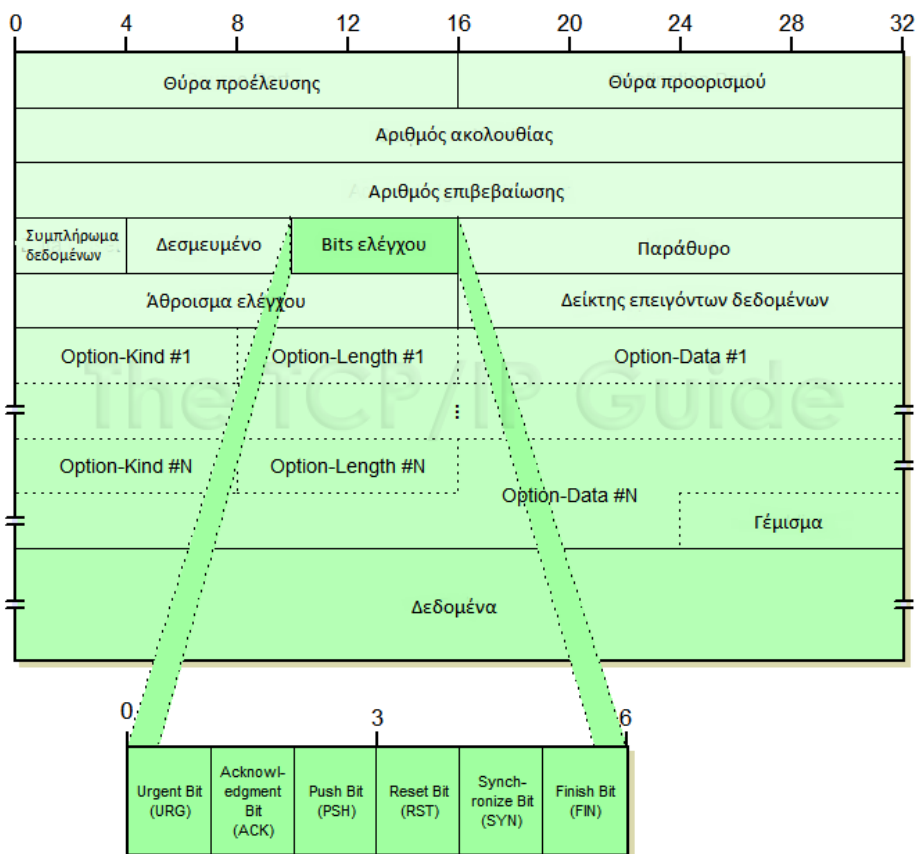 0 4 8 12 16 20 24 28 32
Θύρα προέλευσης Θύρα προορισμού
Αριθμός ακολουθίας
Αριθμός επιβεβαίωσης
Συμπλήρωμα
δεδομένων
Δεσμευμένο Bits ελέγχου Παράθυρο
Άθροισμα ελέγχου Δείκτης επειγόντων δεδομένων
Option-Kind #1 Option-Length #1 Option-Data #1
The TCP/IP Guide
Option-Kind #N Option-Length #N
Option-Data #N
Γέμισμα
Δεδομένα
0 3 6
Urgent Bit
(URG)
Acknowl-
edgment
Bit
(ACK)
Push Bit
(PSH)
Reset Bit
(RST)
Synch-
ronize Bit
(SYN)
Finish Bit
(FIN)